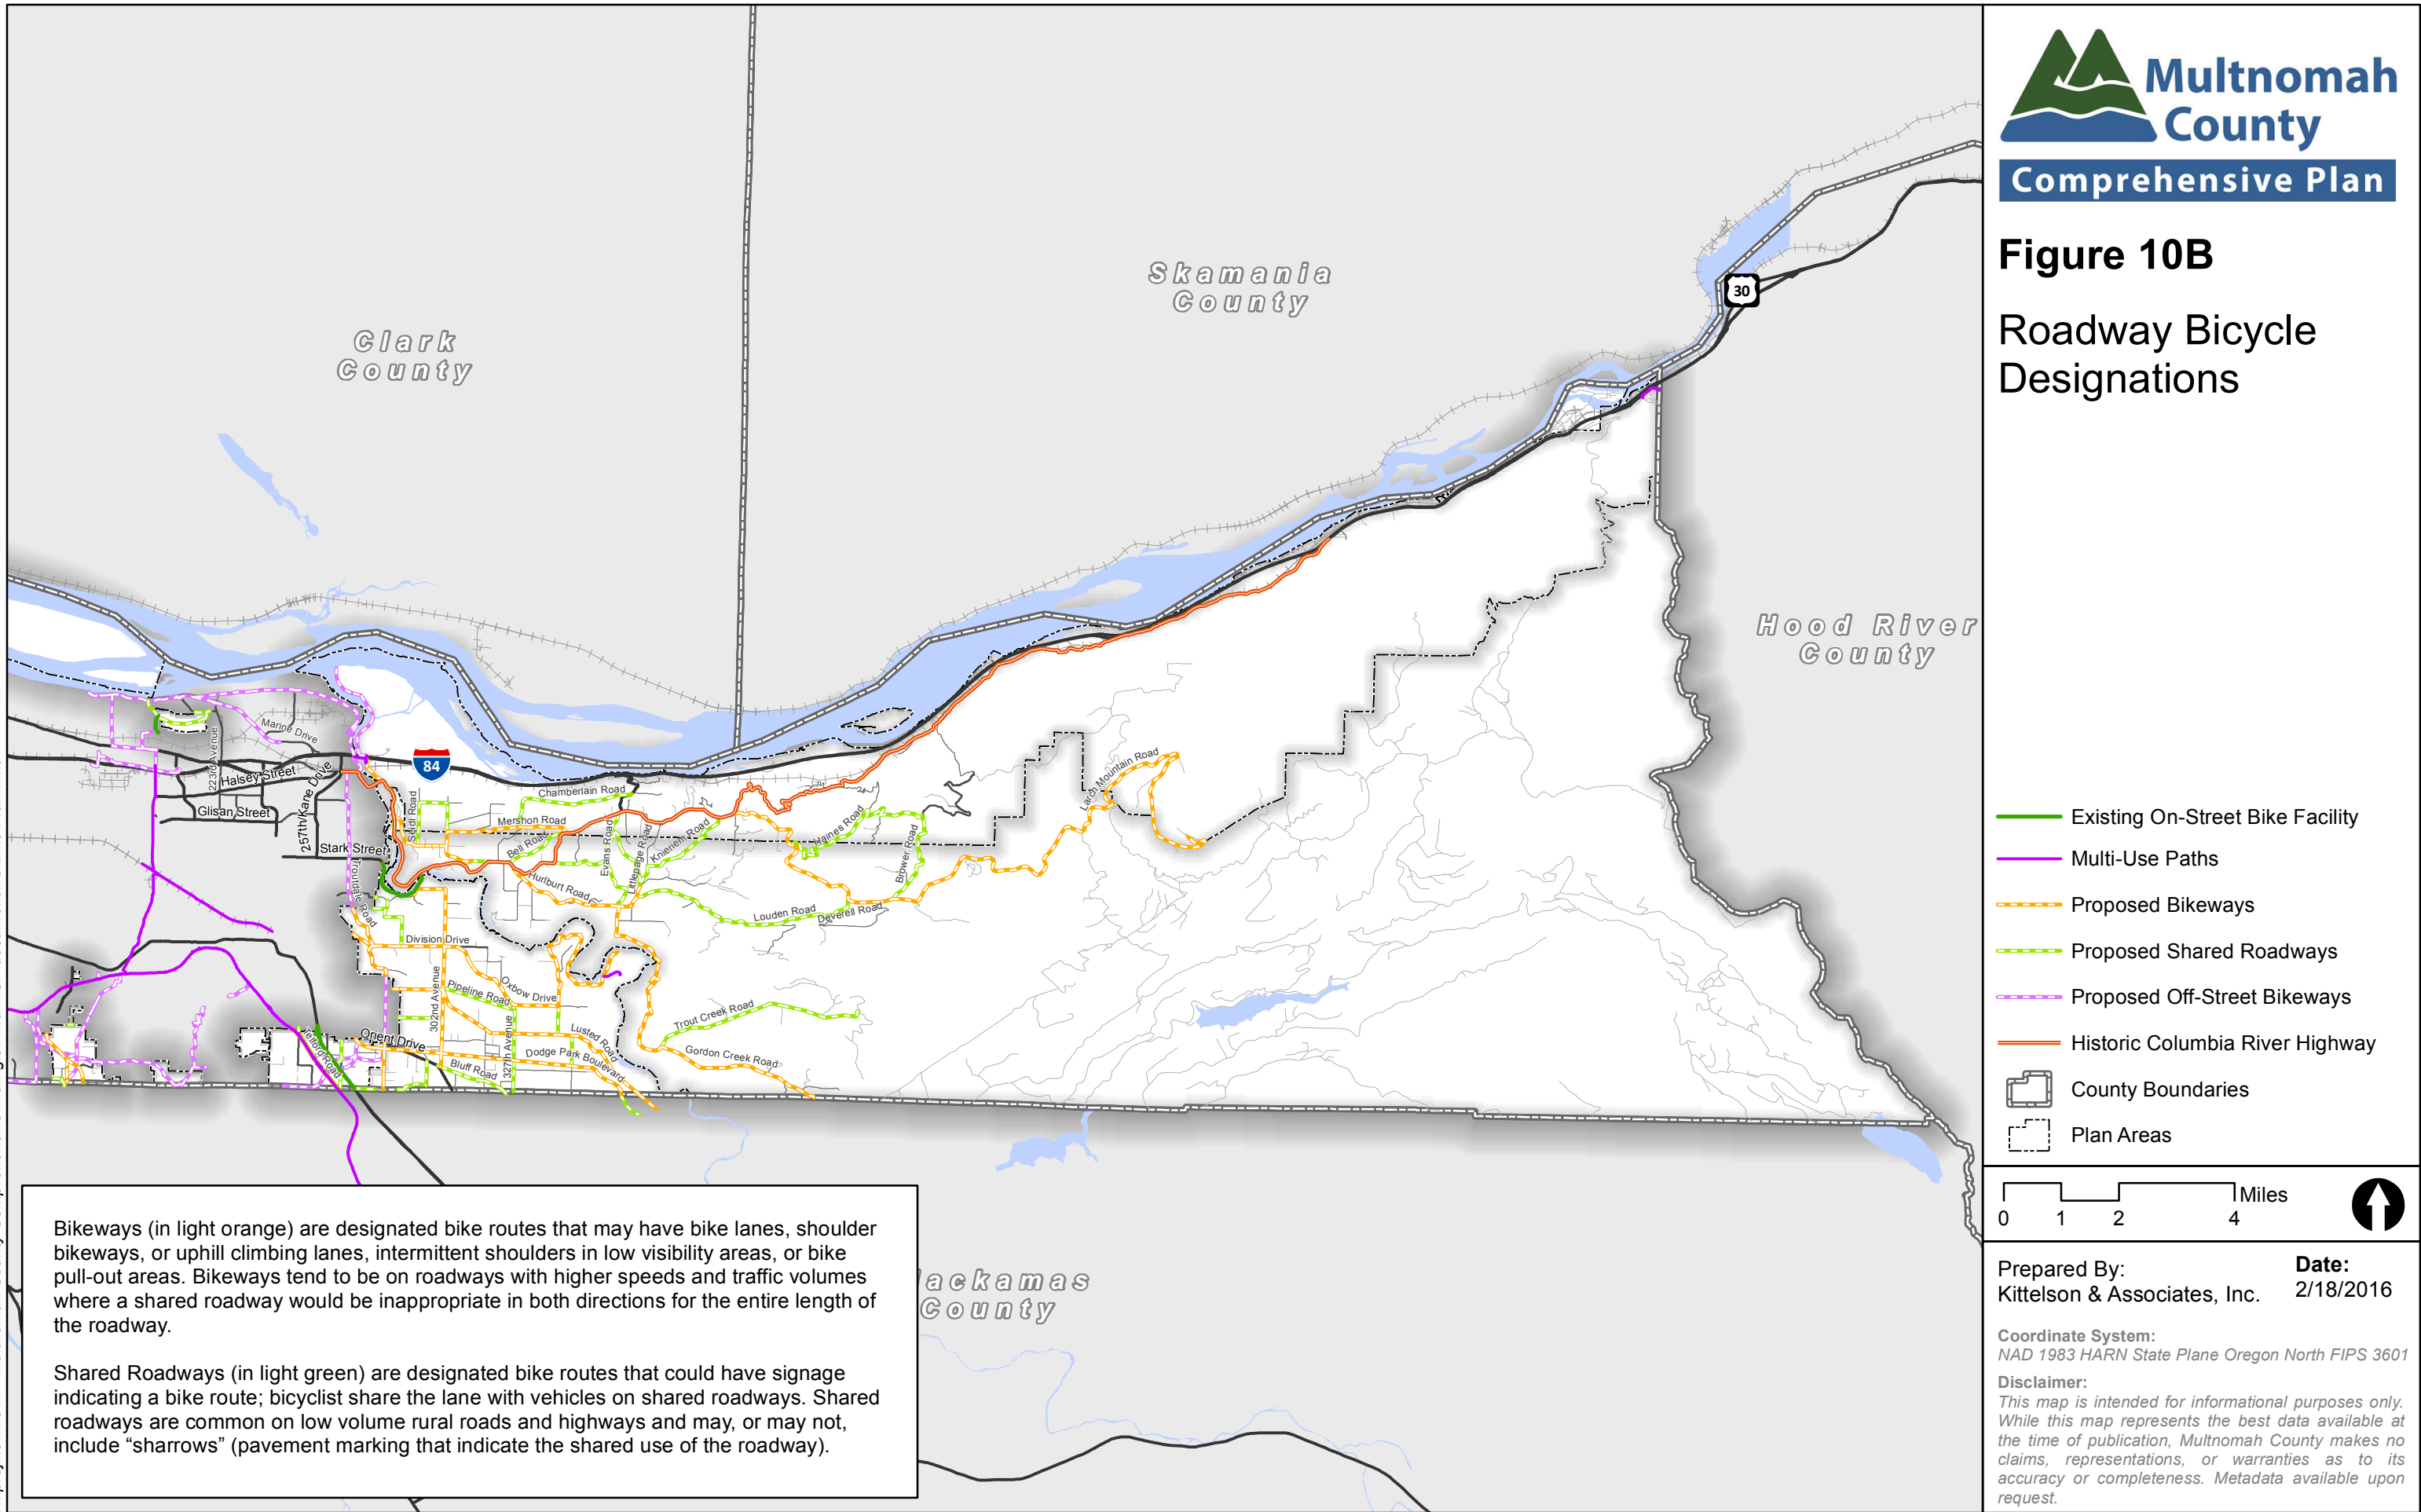 Multnomah
County
Comprehensive Plan
Figure 10B
Roadway Bicycle
Designations
Clark
County
Skamania
County
30
Hood River
County
84
Marine Drive
223rd Avenue
Halsey Street
257th/Kane Drive
Glisan Street
Stark Street
Troutdale Road
Seidl Road
Chamberlain Road
Mershon Road
Bell Road
Evans Road
Littlepage Road
Knieriem Road
Hurlburt Road
Haines Road
Brower Road
Larch Mountain Road
Louden Road
Deverell Road
Division Drive
302nd Avenue
Pipeline Road
Oxbow Drive
Trout Creek Road
Lusted Road
327th Avenue
Orient Drive
Telford Road
Dodge Park Boulevard
Bluff Road
Gordon Creek Road
Existing On-Street Bike Facility
Multi-Use Paths
Proposed Bikeways
Proposed Shared Roadways
Proposed Off-Street Bikeways
Historic Columbia River Highway
County Boundaries
Plan Areas
Miles
0 1 2 4
Prepared By:
Kittelson & Associates, Inc.
Date:
2/18/2016
Coordinate System:
NAD 1983 HARN State Plane Oregon North FIPS 3601
Disclaimer:
This map is intended for informational purposes only.
While this map represents the best data available at
the time of publication, Multnomah County makes no
claims, representations, or warranties as to its
accuracy or completeness. Metadata available upon
request.
Bikeways (in light orange) are designated bike routes that may have bike lanes, shoulder
bikeways, or uphill climbing lanes, intermittent shoulders in low visibility areas, or bike
pull-out areas. Bikeways tend to be on roadways with higher speeds and traffic volumes
where a shared roadway would be inappropriate in both directions for the entire length of
the roadway.
Shared Roadways (in light green) are designated bike routes that could have signage
indicating a bike route; bicyclist share the lane with vehicles on shared roadways. Shared
roadways are common on low volume rural roads and highways and may, or may not,
include “sharrows” (pavement marking that indicate the shared use of the roadway).
lackamas
County